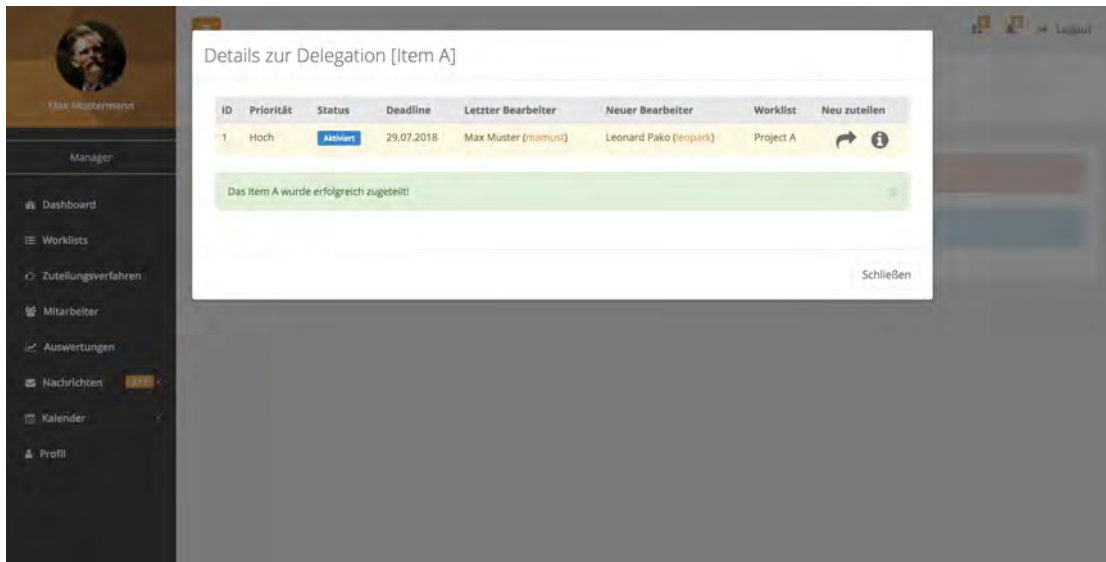 Logout
Max Mustermann
Manager
Dashboard
Worklists
Zuteilungsverfahren
Mitarbeiter
Auswertungen
Nachrichten
Kalender
Profil
Details zur Delegation [Item A]
ID Priorität Status Deadline Letzter Bearbeiter Neuer Bearbeiter Worklist Neu zuteilen
1 Hoch Aktiviert 29.07.2018 Max Muster (mamust) Leonard Pako (leopark) Project A
Das Item A wurde erfolgreich zugeteilt!
Schließen